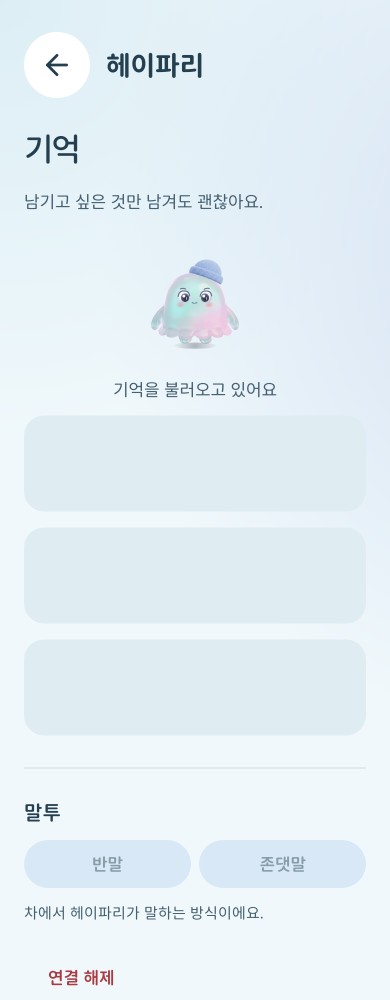 헤이파리
기억
남기고 싶은 것만 남겨도 괜찮아요.
기억을 불러오고 있어요
말투
반말
존댓말
차에서 헤이파리가 말하는 방식이에요.
연결 해제